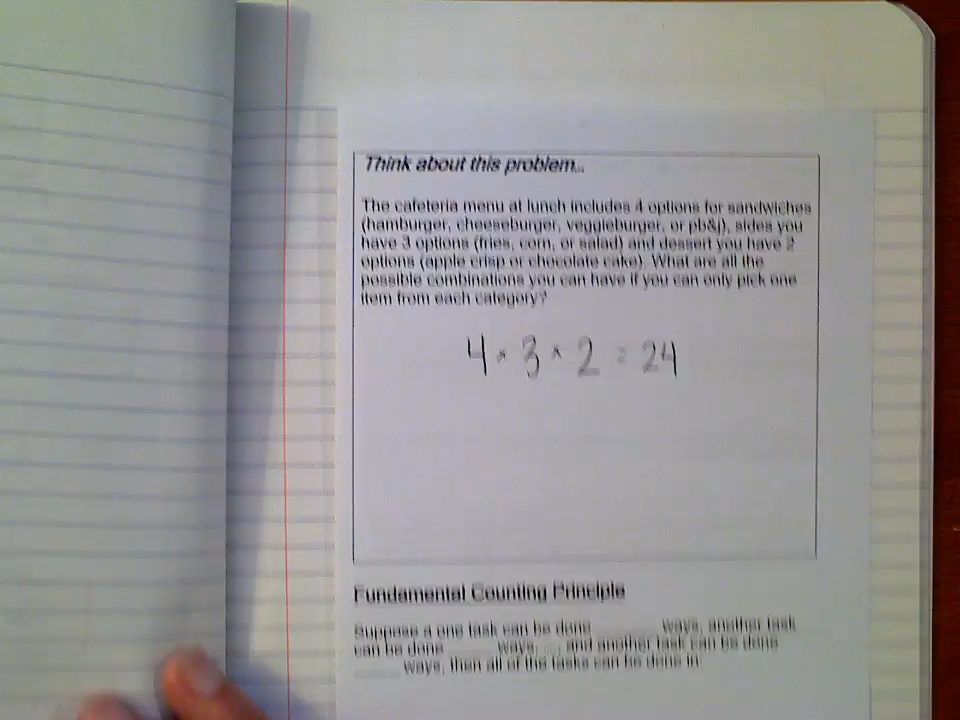 Think about this problem...
The cafeteria menu at lunch includes 4 options for sandwiches
(hamburger, cheeseburger, veggieburger, or pb&j), sides you
have 3 options (fries, corn, or salad) and dessert you have 2
options (apple crisp or chocolate cake). What are all the
possible combinations you can have if you can only pick one
item from each category?
4 × 3 × 2 = 24
Fundamental Counting Principle
Suppose a one task can be done ______ ways, another task
can be done _____ ways, ..., and another task can be done
_____ ways, then all of the tasks can be done in: